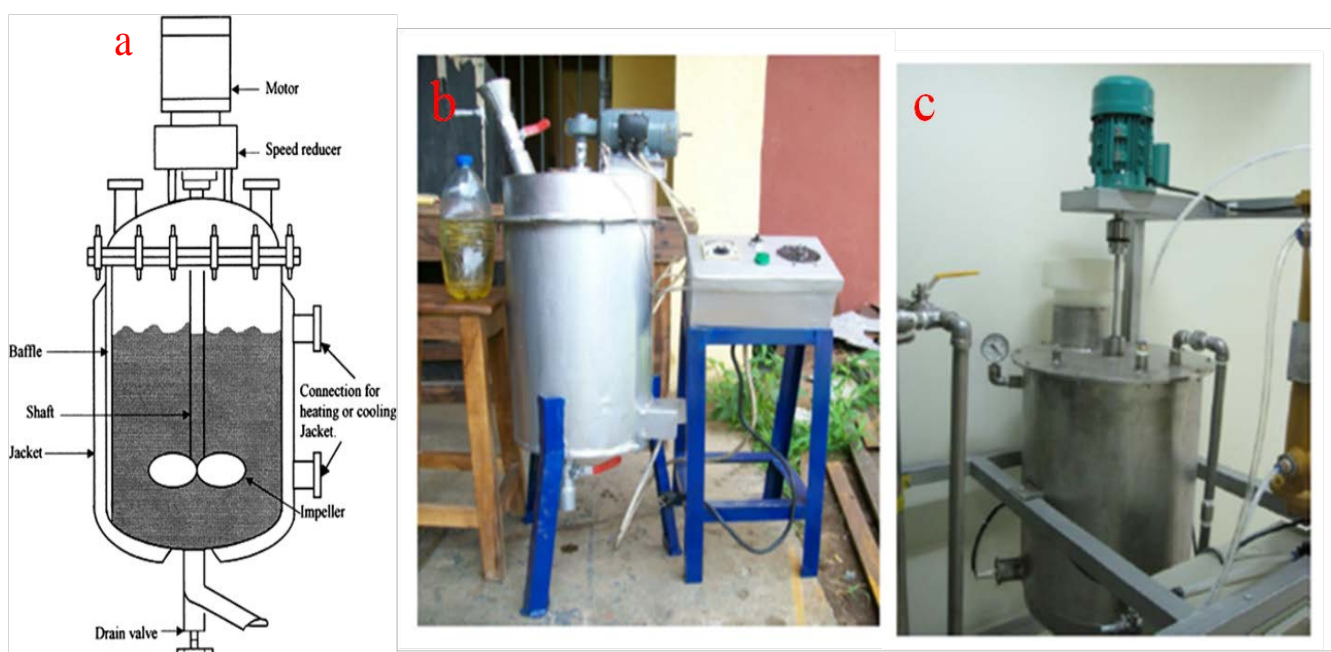 a
b
c
Motor
Speed reducer
Baffle
Shaft
Jacket
Connection for
heating or cooling
Jacket.
Impeller
Drain valve